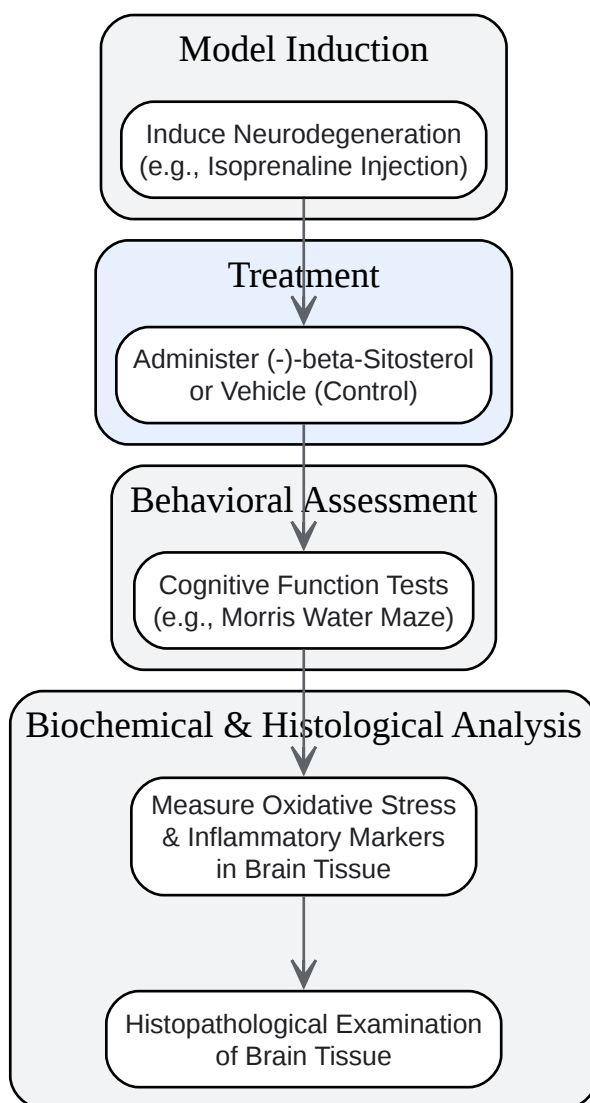 Model Induction
Induce Neurodegeneration
(e.g., Isoprenaline Injection)
Treatment
Administer (-)-beta-Sitosterol
or Vehicle (Control)
Behavioral Assessment
Cognitive Function Tests
(e.g., Morris Water Maze)
Biochemical & Histological Analysis
Measure Oxidative Stress
& Inflammatory Markers
in Brain Tissue
Histopathological Examination
of Brain Tissue